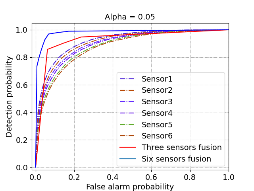 Alpha = 0.05
Detection probability
1.0
0.8
0.6
0.4
0.2
0.0
Sensor1
Sensor2
Sensor3
Sensor4
Sensor5
Sensor6
Three sensors fusion
Six sensors fusion
0.0 0.2 0.4 0.6 0.8 1.0
False alarm probability